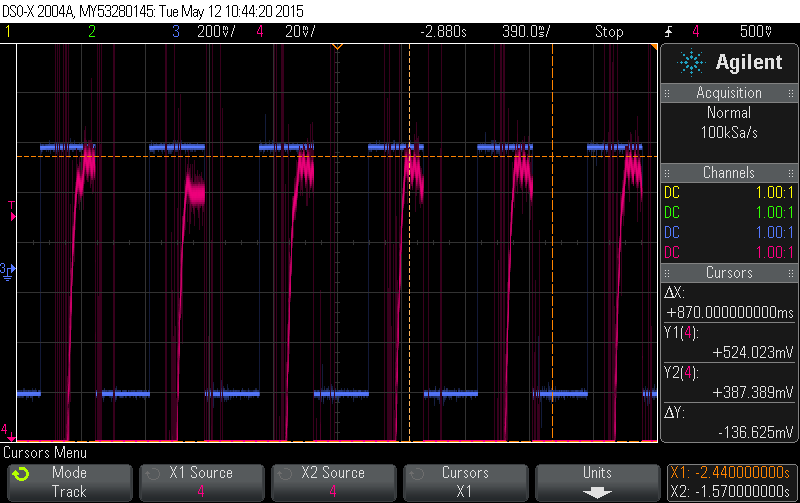 DSO-X 2004A, MY53280145: Tue May 12 10:44:20 2015
1 2 3 200mV/ 4 20V/ -2.880s 390.0ms/ Stop 4 500mV
Agilent
Acquisition
Normal
100kSa/s
Channels
DC 1.00:1
DC 1.00:1
DC 1.00:1
DC 1.00:1
Cursors
ΔX:
+870.000000000ms
Y1(4):
+524.023mV
Y2(4):
+387.389mV
ΔY:
-136.625mV
T
3
4
Cursors Menu
Mode
Track
X1 Source
4
X2 Source
4
Cursors
X1
Units
X1: -2.440000000s
X2: -1.570000000s